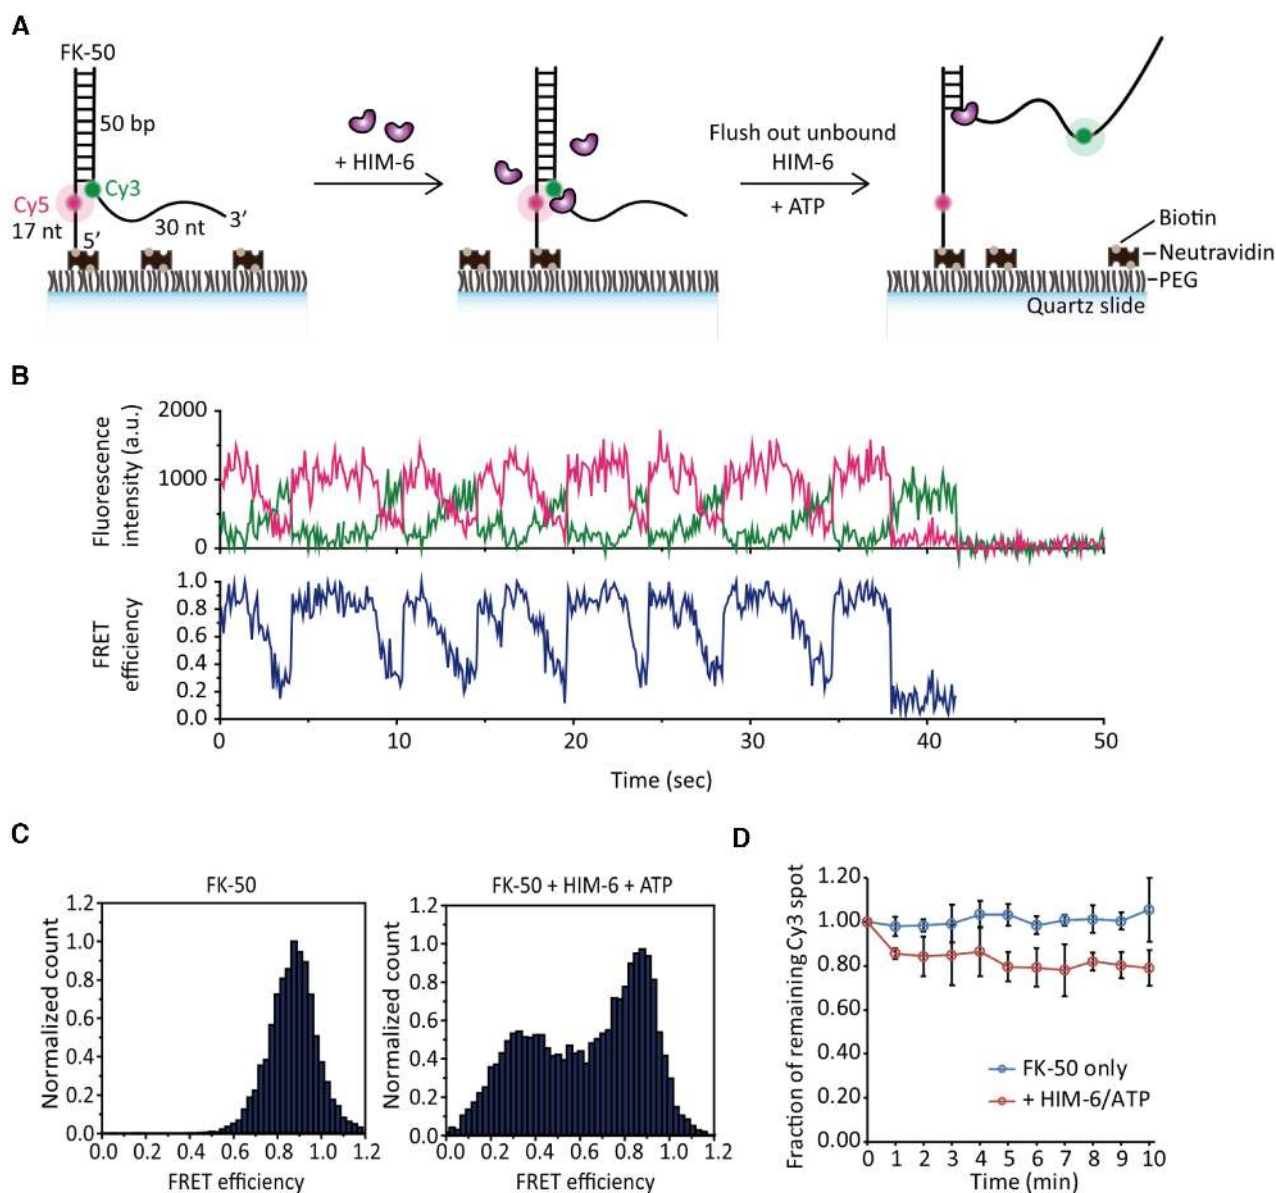 A
FK-50
50 bp
Cy5
Cy3
17 nt
5′
30 nt
3′
+ HIM-6
Flush out unbound
HIM-6
+ ATP
Biotin
Neutravidin
PEG
Quartz slide
B
Fluorescence
intensity (a.u.)
2000
1000
0
FRET
efficiency
1.0
0.8
0.6
0.4
0.2
0.0
0 10 20 30 40 50
Time (sec)
C
FK-50
Normalized count
1.2
1.0
0.8
0.6
0.4
0.2
0.0
0.0 0.2 0.4 0.6 0.8 1.0 1.2
FRET efficiency
FK-50 + HIM-6 + ATP
Normalized count
1.2
1.0
0.8
0.6
0.4
0.2
0.0
0.0 0.2 0.4 0.6 0.8 1.0 1.2
FRET efficiency
D
Fraction of remaining Cy3 spot
1.20
1.00
0.80
0.60
0.40
0.20
0.00
FK-50 only
+ HIM-6/ATP
0 1 2 3 4 5 6 7 8 9 10
Time (min)